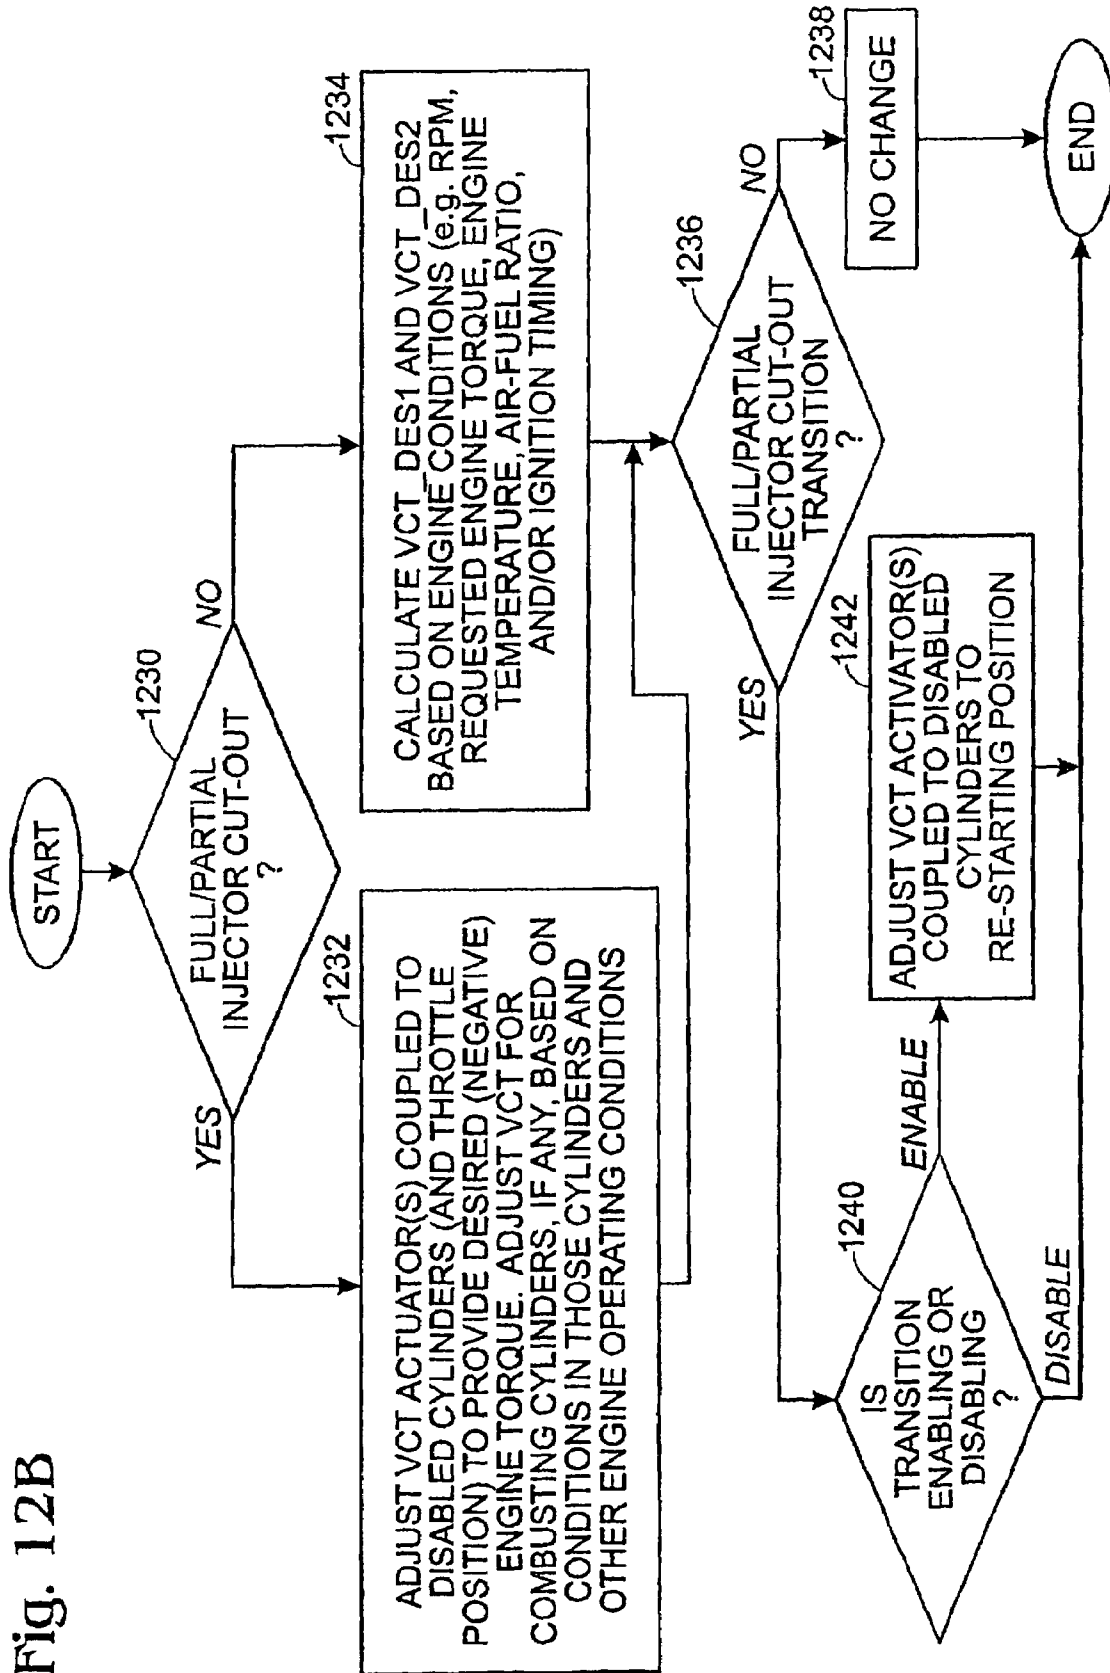 Fig. 12B
START
1230
FULL/PARTIAL
INJECTOR CUT-OUT
?
YES
NO
1232
ADJUST VCT ACTUATOR(S) COUPLED TO
DISABLED CYLINDERS (AND THROTTLE
POSITION) TO PROVIDE DESIRED (NEGATIVE)
ENGINE TORQUE. ADJUST VCT FOR
COMBUSTING CYLINDERS, IF ANY, BASED ON
CONDITIONS IN THOSE CYLINDERS AND
OTHER ENGINE OPERATING CONDITIONS
1234
CALCULATE VCT_DES1 AND VCT_DES2
BASED ON ENGINE CONDITIONS (e.g. RPM,
REQUESTED ENGINE TORQUE, ENGINE
TEMPERATURE, AIR-FUEL RATIO,
AND/OR IGNITION TIMING)
1236
FULL/PARTIAL
INJECTOR CUT-OUT
TRANSITION
?
YES
NO
1238
NO CHANGE
1240
IS
TRANSITION
ENABLING OR
DISABLING
?
ENABLE
DISABLE
1242
ADJUST VCT ACTIVATOR(S)
COUPLED TO DISABLED
CYLINDERS TO
RE-STARTING POSITION
END